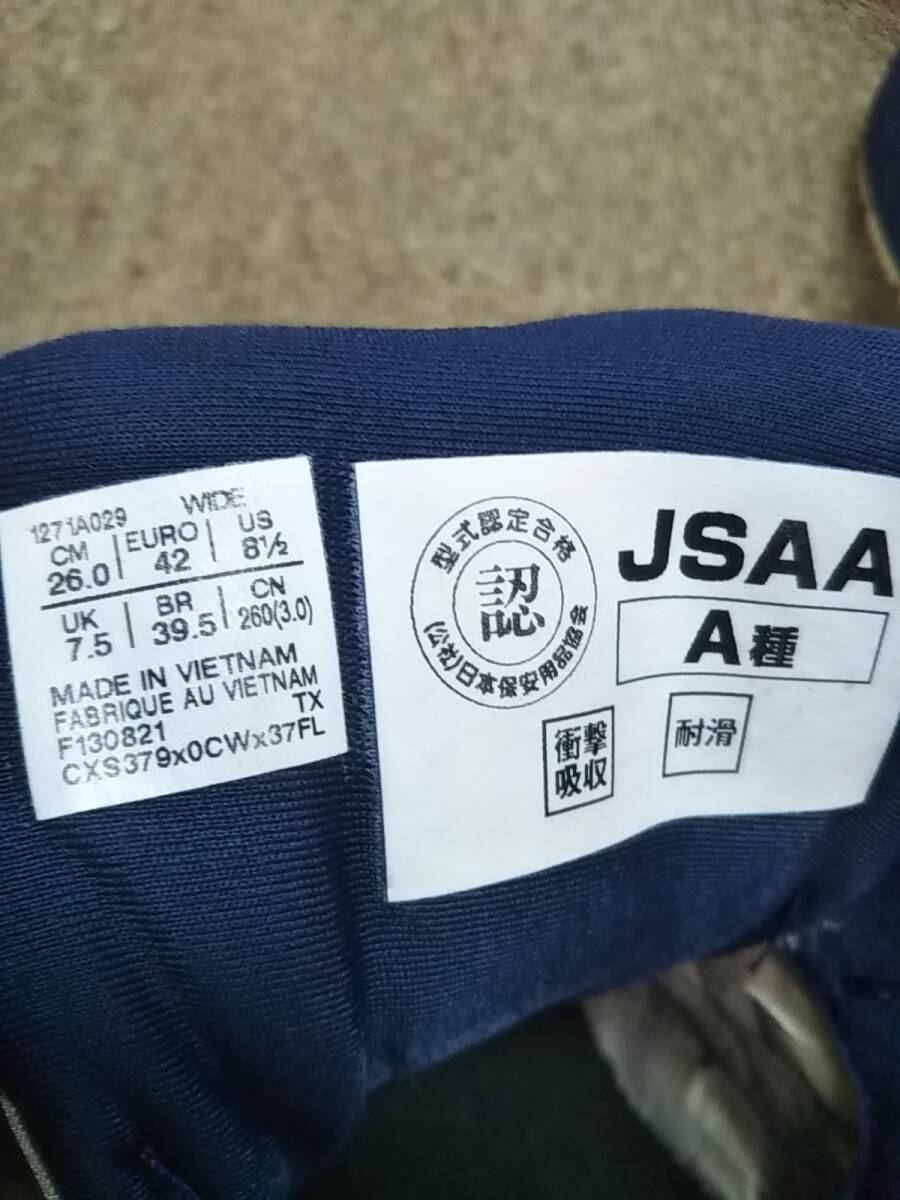 1271A029 WIDE
CM EURO US
26.0 42 8½
UK BR CN
7.5 39.5 260(3.0)
MADE IN VIETNAM
FABRIQUE AU VIETNAM
F130821 TX
CXS379x0CWx37FL
型式認定合格
認
(公社)日本保安用品協会
JSAA
A種
衝撃
吸収
耐滑